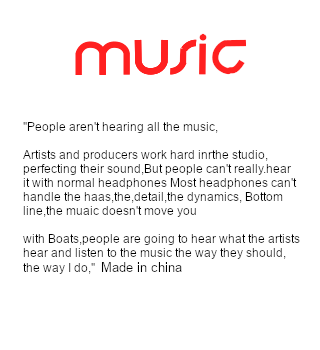 music
"People aren't hearing all the music,
Artists and producers work hard inrthe studio,
perfecting their sound,But people can't really.hear
it with normal headphones Most headphones can't
handle the haas,the,detail,the dynamics, Bottom
line,the muaic doesn't move you
with Boats,people are going to hear what the artists
hear and listen to the music the way they should,
the way I do," Made in china